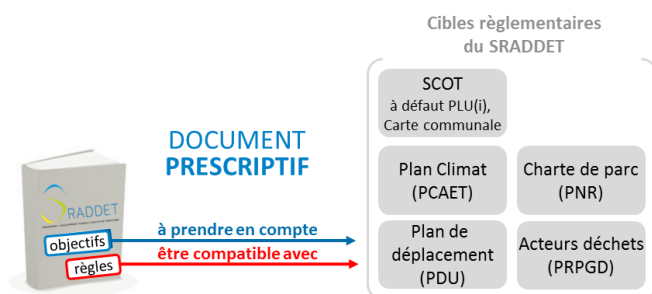 Cibles règlementaires
du SRADDET
SCOT
à défaut PLU(i),
Carte communale
DOCUMENT
PRESCRIPTIF
Plan Climat
(PCAET)
Charte de parc
(PNR)
SRADDET
objectifs
à prendre en compte
règles
être compatible avec
Plan de
déplacement
(PDU)
Acteurs déchets
(PRPGD)